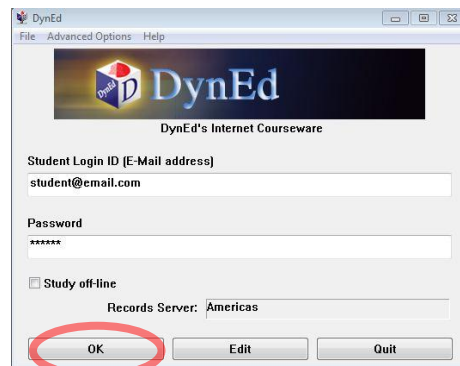 DynEd
File Advanced Options Help
DynEd DynEd
DynEd's Internet Courseware
Student Login ID (E-Mail address)
student@email.com
Password
******
Study off-line
Records Server: Americas
OK Edit Quit